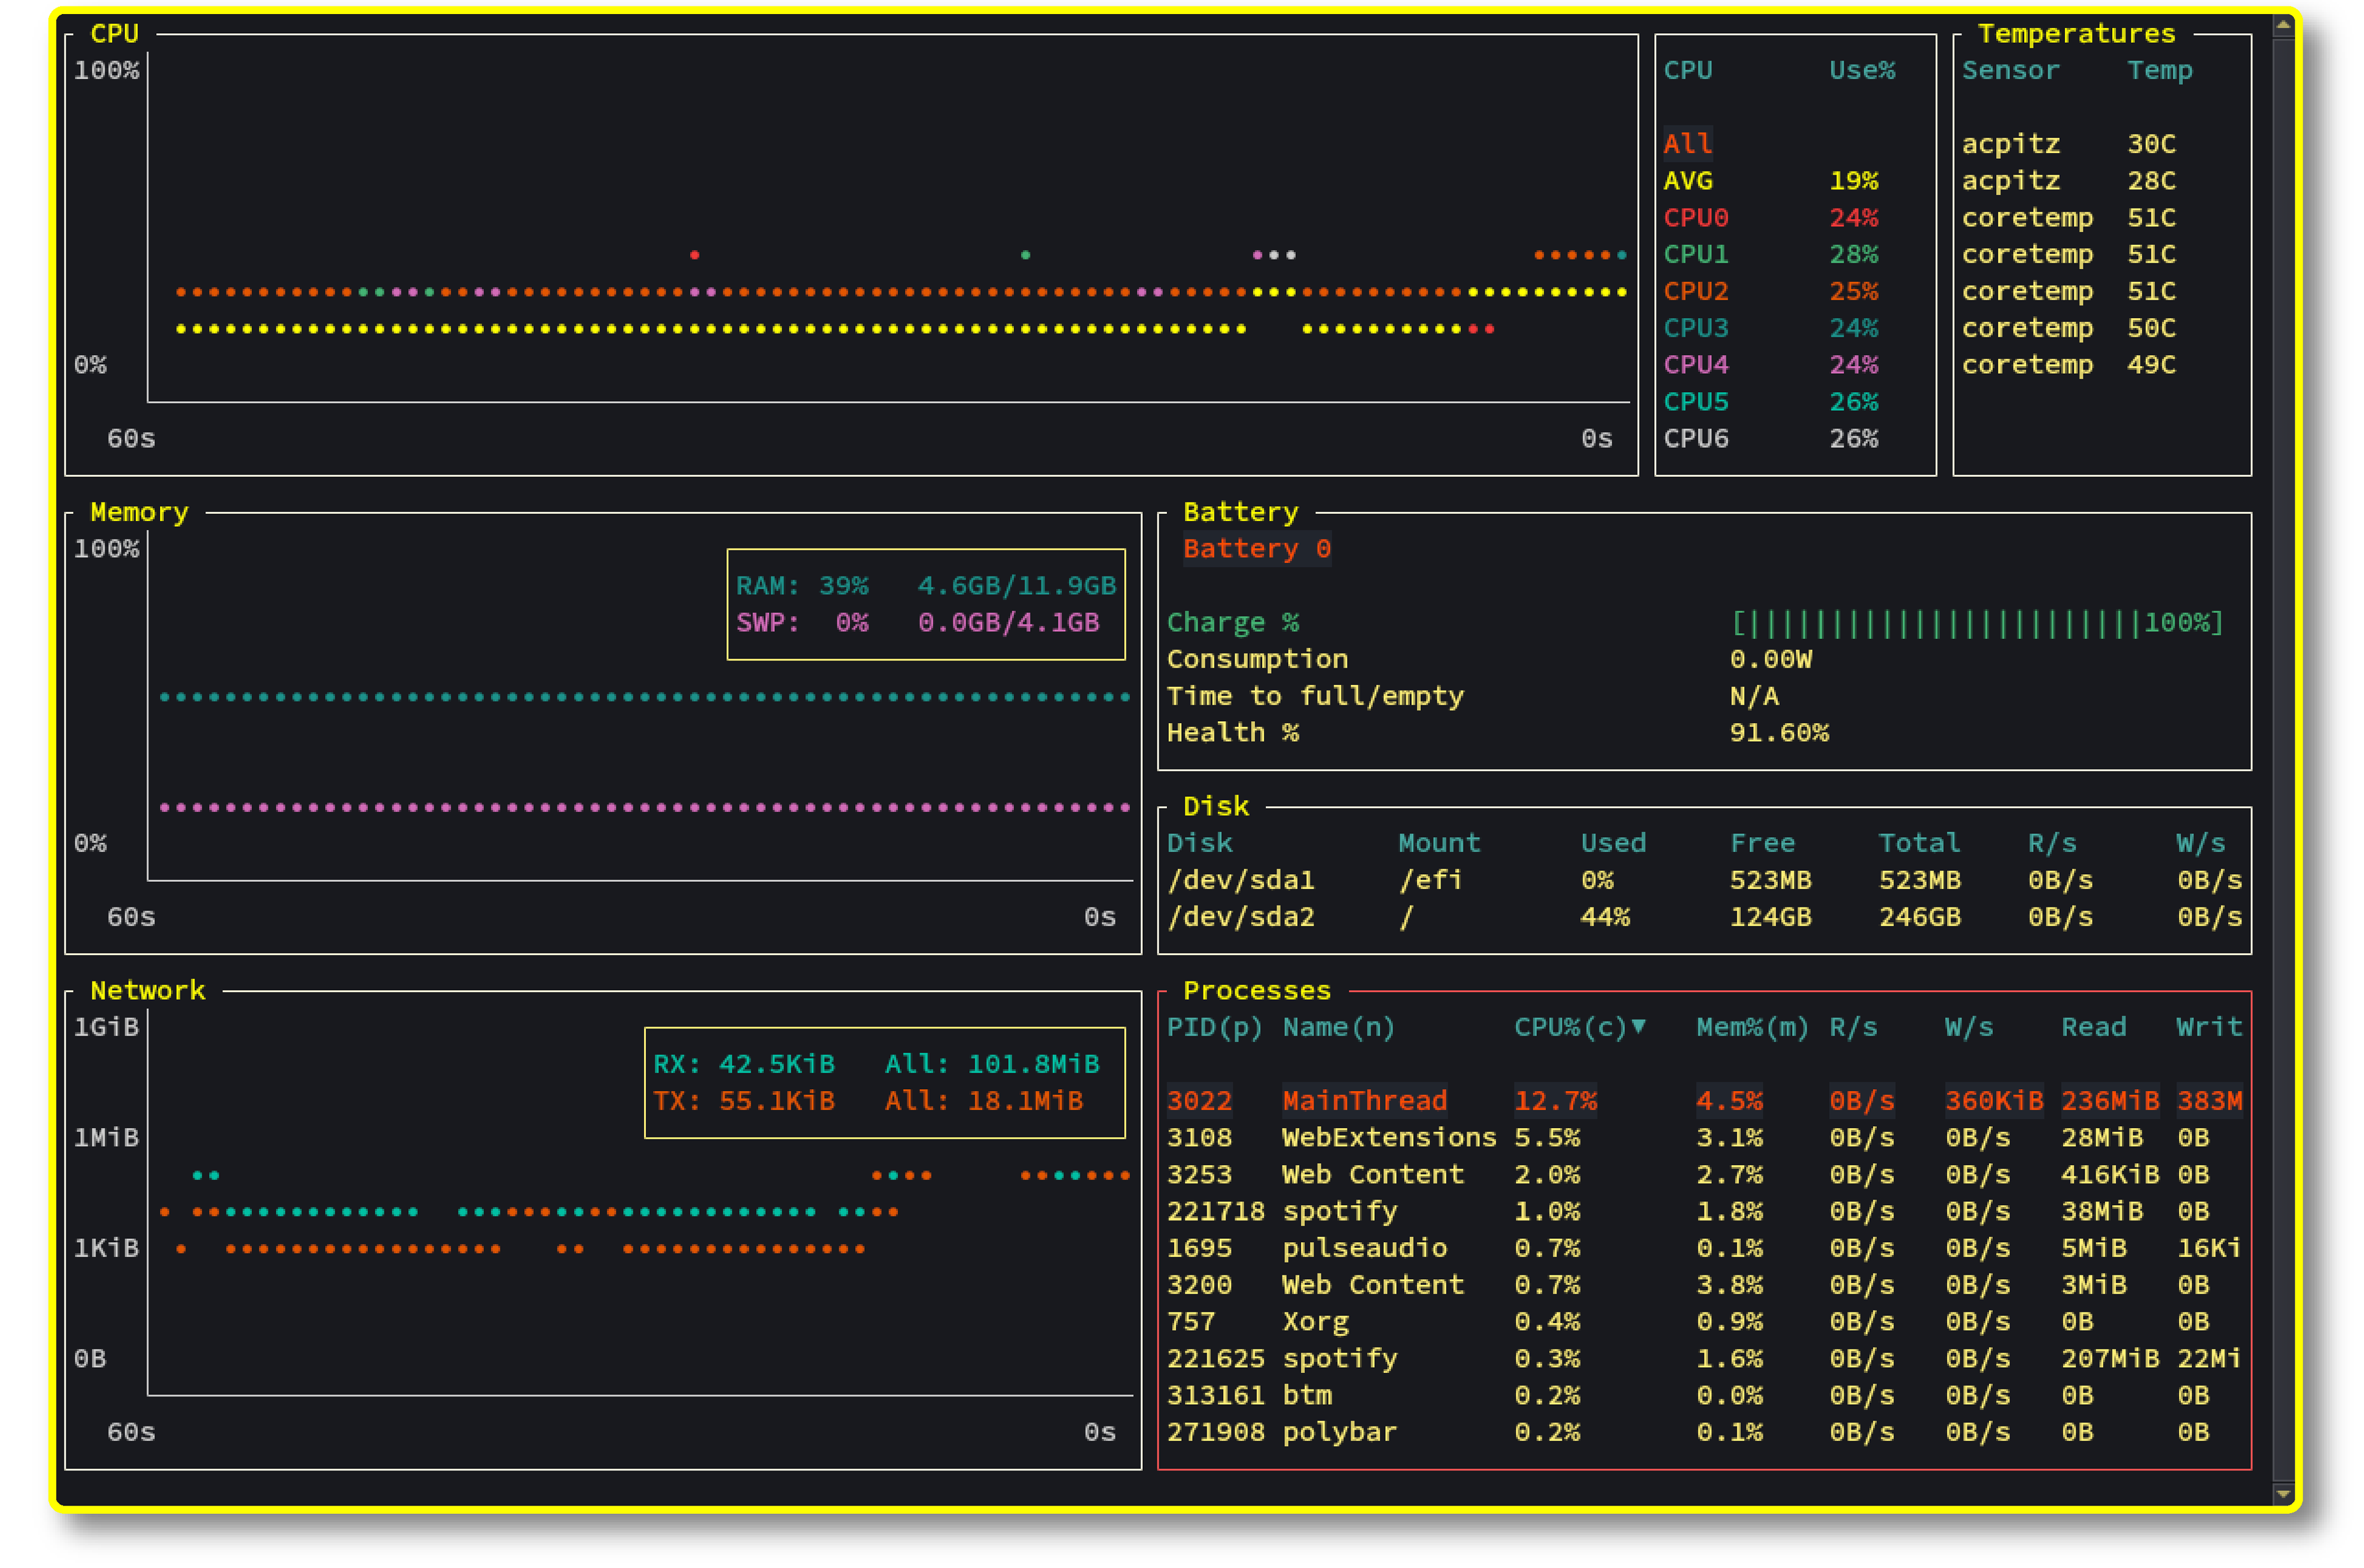 CPU
100%
0%
60s 0s
CPU Use%
All
AVG 19%
CPU0 24%
CPU1 28%
CPU2 25%
CPU3 24%
CPU4 24%
CPU5 26%
CPU6 26%
Temperatures
Sensor Temp
acpitz 30C
acpitz 28C
coretemp 51C
coretemp 51C
coretemp 51C
coretemp 50C
coretemp 49C
Memory
100%
RAM: 39% 4.6GB/11.9GB
SWP: 0% 0.0GB/4.1GB
0%
60s 0s
Battery
Battery 0
Charge % [||||||||||||||||||||||||100%]
Consumption 0.00W
Time to full/empty N/A
Health % 91.60%
Disk
Disk Mount Used Free Total R/s W/s
/dev/sda1 /efi 0% 523MB 523MB 0B/s 0B/s
/dev/sda2 / 44% 124GB 246GB 0B/s 0B/s
Network
1GiB
RX: 42.5KiB All: 101.8MiB
TX: 55.1KiB All: 18.1MiB
1MiB
1KiB
0B
60s 0s
Processes
PID(p) Name(n) CPU%(c)▼ Mem%(m) R/s W/s Read Writ
3022 MainThread 12.7% 4.5% 0B/s 360KiB 236MiB 383M
3108 WebExtensions 5.5% 3.1% 0B/s 0B/s 28MiB 0B
3253 Web Content 2.0% 2.7% 0B/s 0B/s 416KiB 0B
221718 spotify 1.0% 1.8% 0B/s 0B/s 38MiB 0B
1695 pulseaudio 0.7% 0.1% 0B/s 0B/s 5MiB 16Ki
3200 Web Content 0.7% 3.8% 0B/s 0B/s 3MiB 0B
757 Xorg 0.4% 0.9% 0B/s 0B/s 0B 0B
221625 spotify 0.3% 1.6% 0B/s 0B/s 207MiB 22Mi
313161 btm 0.2% 0.0% 0B/s 0B/s 0B 0B
271908 polybar 0.2% 0.1% 0B/s 0B/s 0B 0B